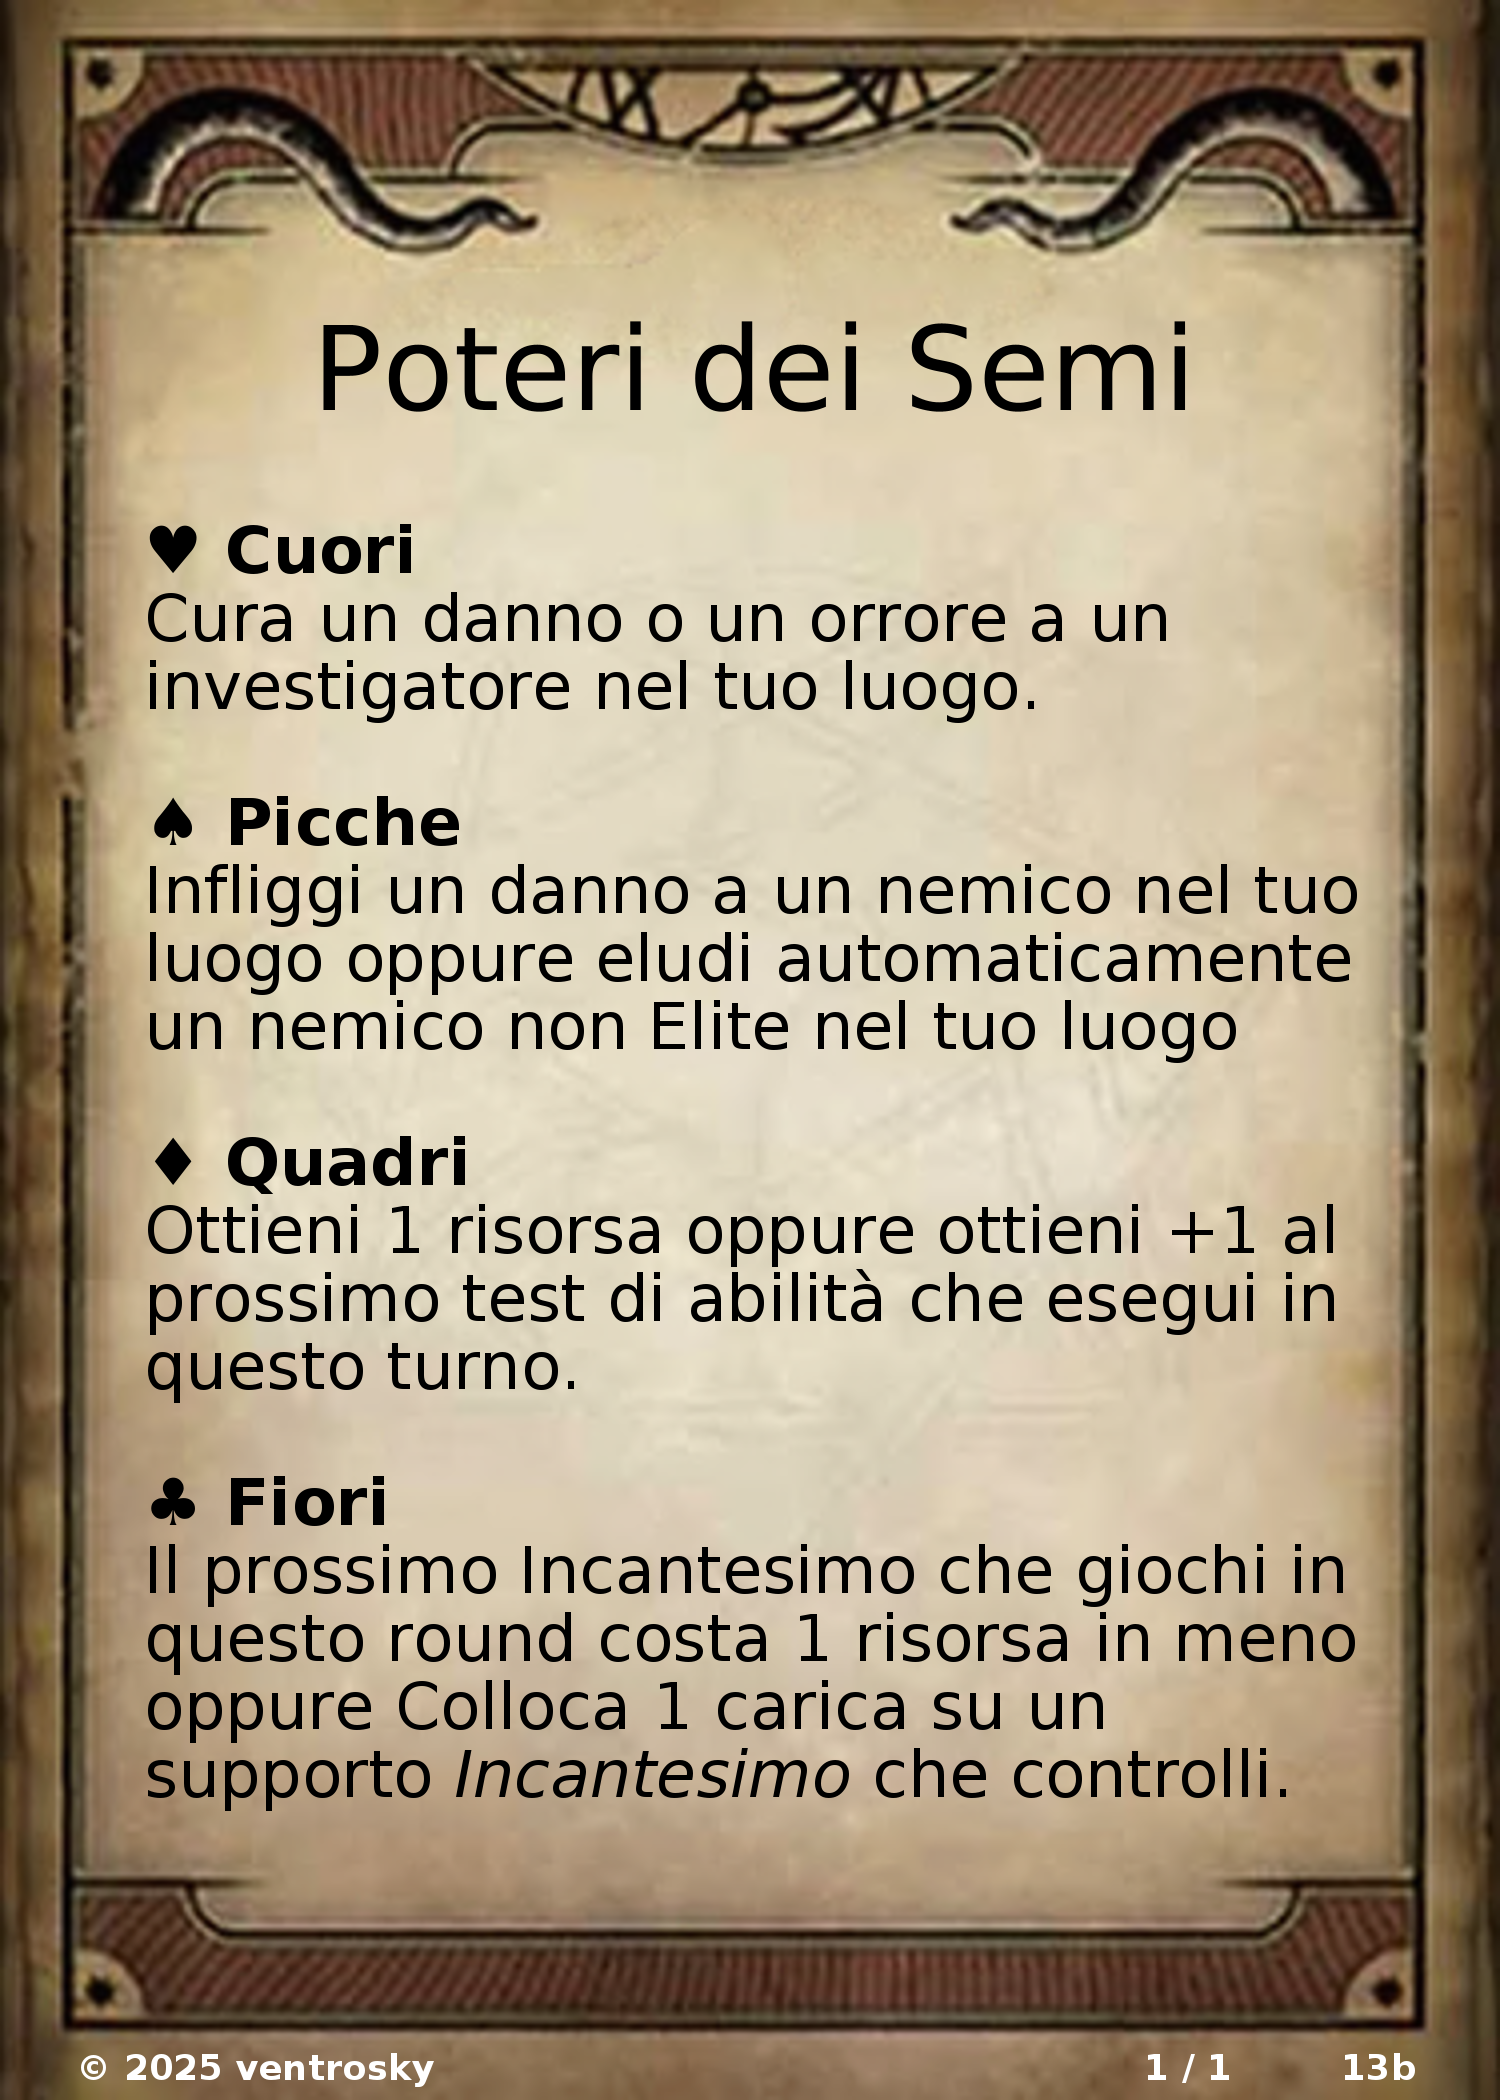 Poteri dei Semi
♥ Cuori
Cura un danno o un orrore a un
investigatore nel tuo luogo.
♠ Picche
Infliggi un danno a un nemico nel tuo
luogo oppure eludi automaticamente
un nemico non Elite nel tuo luogo
♦ Quadri
Ottieni 1 risorsa oppure ottieni +1 al
prossimo test di abilità che esegui in
questo turno.
♣ Fiori
Il prossimo Incantesimo che giochi in
questo round costa 1 risorsa in meno
oppure Colloca 1 carica su un
supporto Incantesimo che controlli.
© 2025 ventrosky 1 / 1 13b